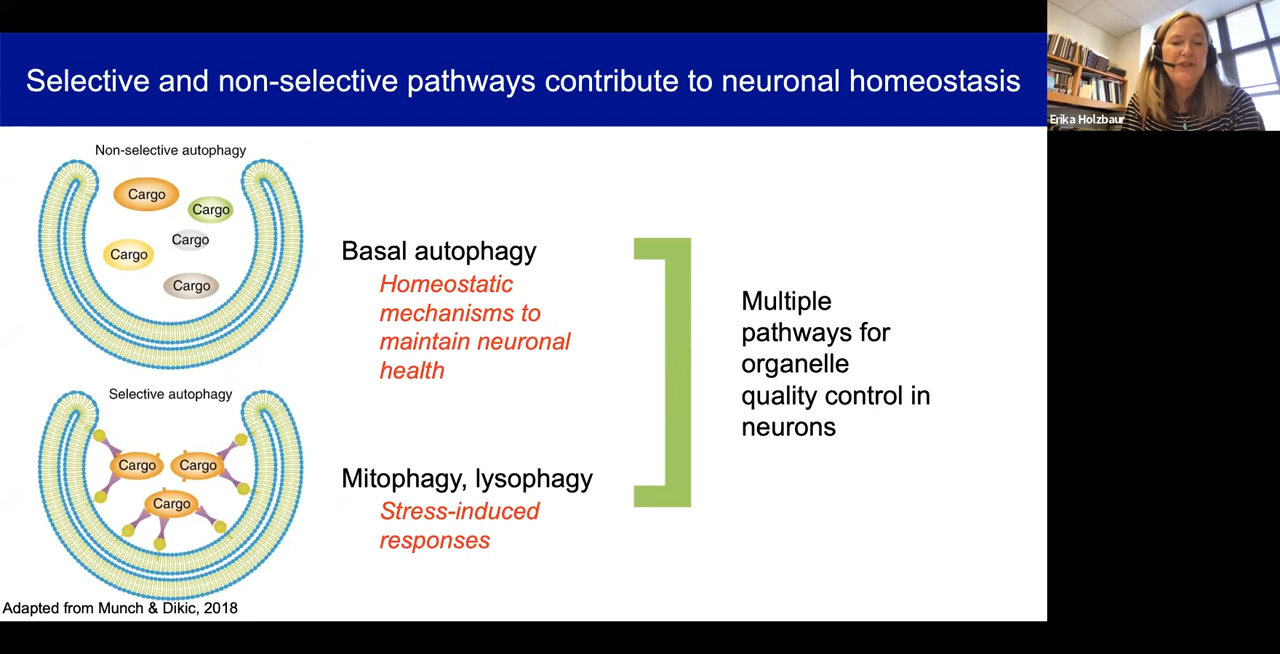 Selective and non-selective pathways contribute to neuronal homeostasis
Erika Holzbaur
Non-selective autophagy
Cargo
Cargo
Cargo
Cargo
Cargo
Basal autophagy
Homeostatic
mechanisms to
maintain neuronal
health
Selective autophagy
Cargo
Cargo
Cargo
Mitophagy, lysophagy
Stress-induced
responses
Multiple
pathways for
organelle
quality control in
neurons
Adapted from Munch & Dikic, 2018